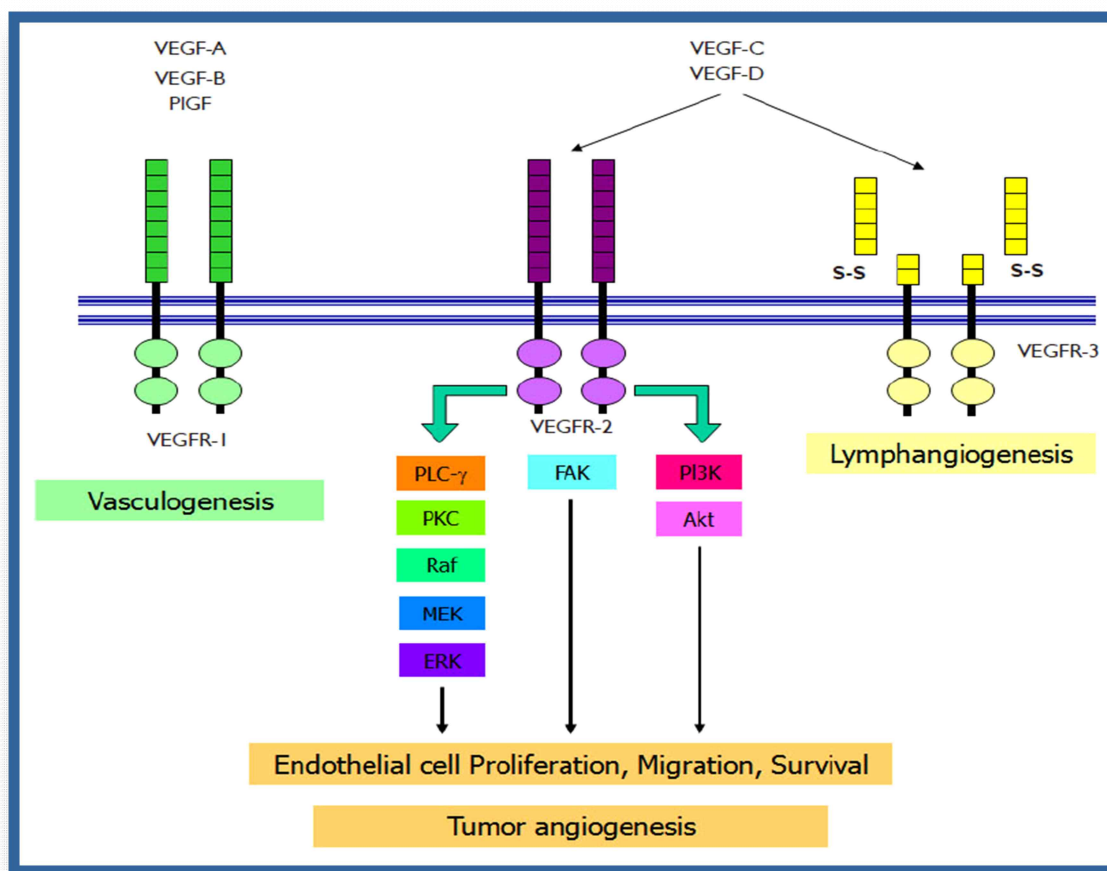 VEGF-A
VEGF-B
PIGF
VEGF-C
VEGF-D
S-S
S-S
VEGFR-3
VEGFR-1
VEGFR-2
Lymphangiogenesis
Vasculogenesis
PLC-γ
FAK
PI3K
PKC
Akt
Raf
MEK
ERK
Endothelial cell Proliferation, Migration, Survival
Tumor angiogenesis